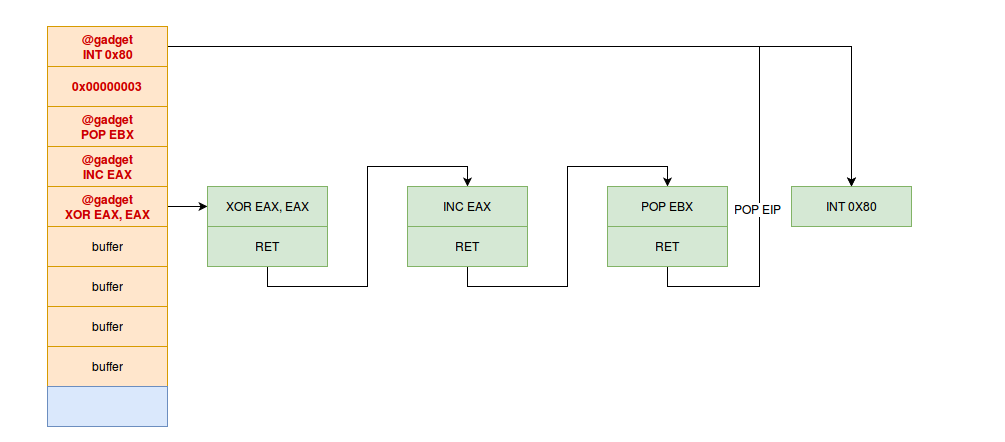 @gadget
INT 0x80
0x00000003
@gadget
POP EBX
@gadget
INC EAX
@gadget
XOR EAX, EAX
buffer
buffer
buffer
buffer
XOR EAX, EAX
RET
INC EAX
RET
POP EBX
RET
POP EIP
INT 0X80